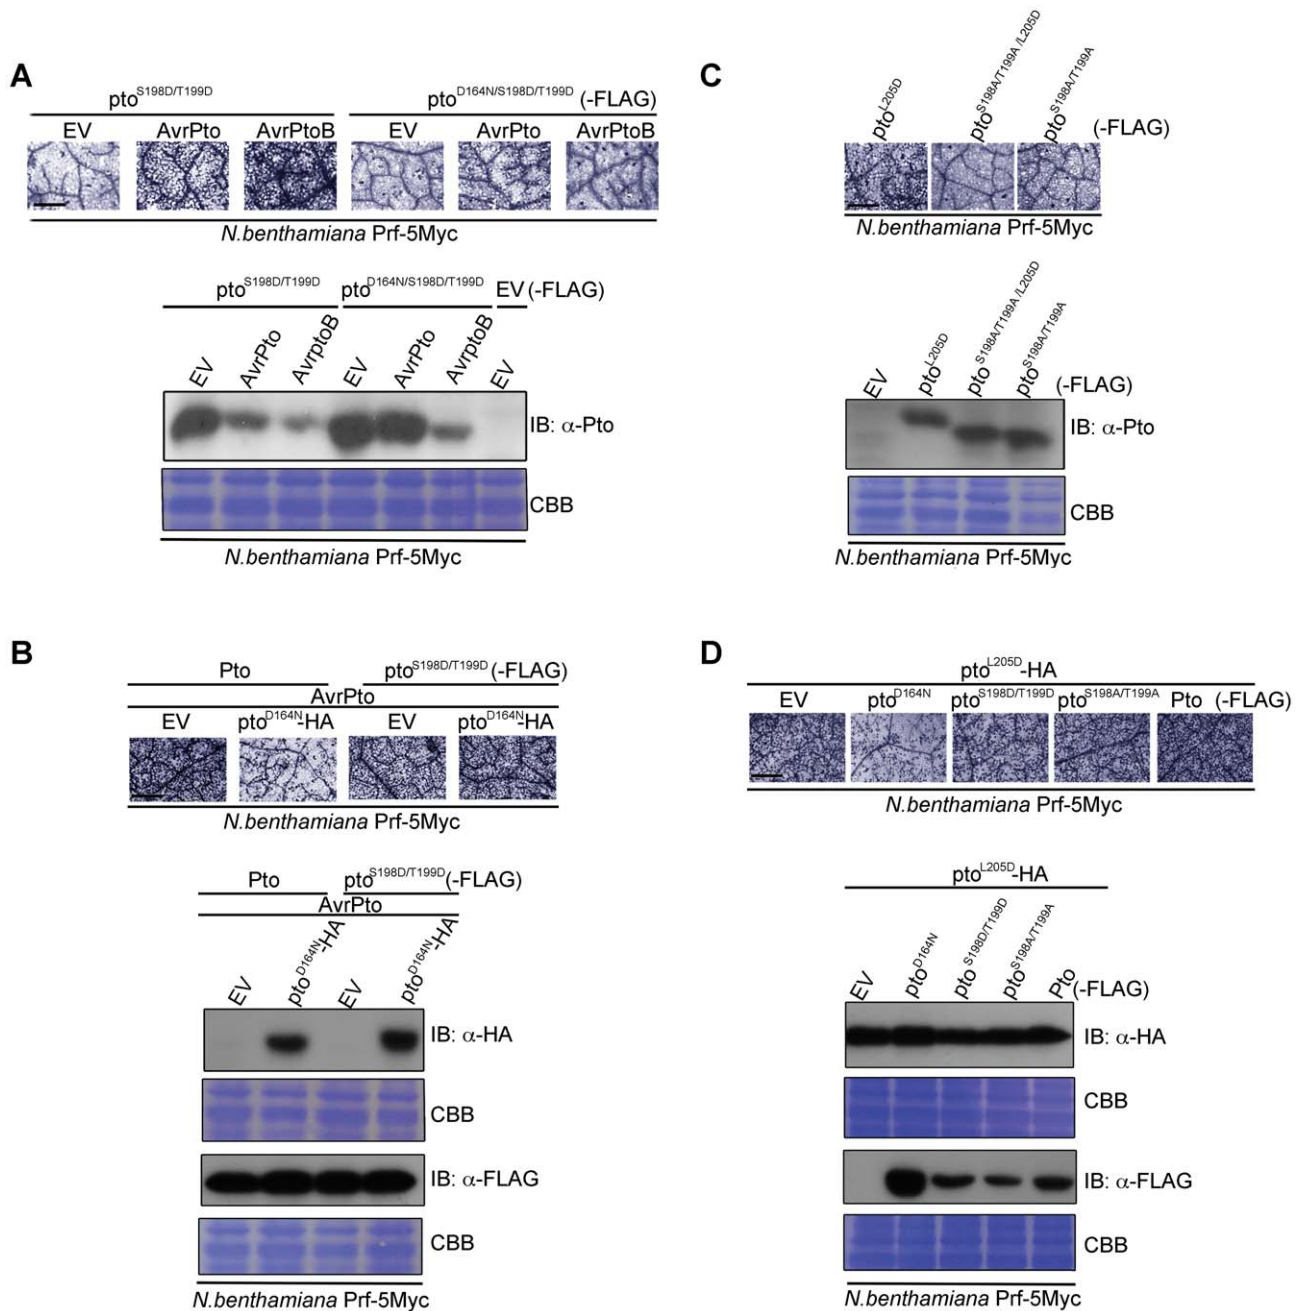 A
pto^S198D/T199D pto^D164N/S198D/T199D (-FLAG)
EV AvrPto AvrPtoB EV AvrPto AvrPtoB
N.benthamiana Prf-5Myc
pto^S198D/T199D pto^D164N/S198D/T199D EV (-FLAG)
EV AvrPto AvrptoB EV AvrPto AvrptoB EV
IB: α-Pto
CBB
N.benthamiana Prf-5Myc
B
Pto pto^S198D/T199D (-FLAG)
AvrPto
EV pto^D164N-HA EV pto^D164N-HA
N.benthamiana Prf-5Myc
Pto pto^S198D/T199D (-FLAG)
AvrPto
EV pto^D164N-HA EV pto^D164N-HA
IB: α-HA
CBB
IB: α-FLAG
CBB
N.benthamiana Prf-5Myc
C
pto^L205D pto^S198A/T199A /L205D pto^S198A/T199A (-FLAG)
N.benthamiana Prf-5Myc
EV pto^L205D pto^S198A/T199A /L205D pto^S198A/T199A (-FLAG)
IB: α-Pto
CBB
N.benthamiana Prf-5Myc
D
pto^L205D-HA
EV pto^D164N pto^S198D/T199D pto^S198A/T199A Pto (-FLAG)
N.benthamiana Prf-5Myc
pto^L205D-HA
EV pto^D164N pto^S198D/T199D pto^S198A/T199A Pto (-FLAG)
IB: α-HA
CBB
IB: α-FLAG
CBB
N.benthamiana Prf-5Myc